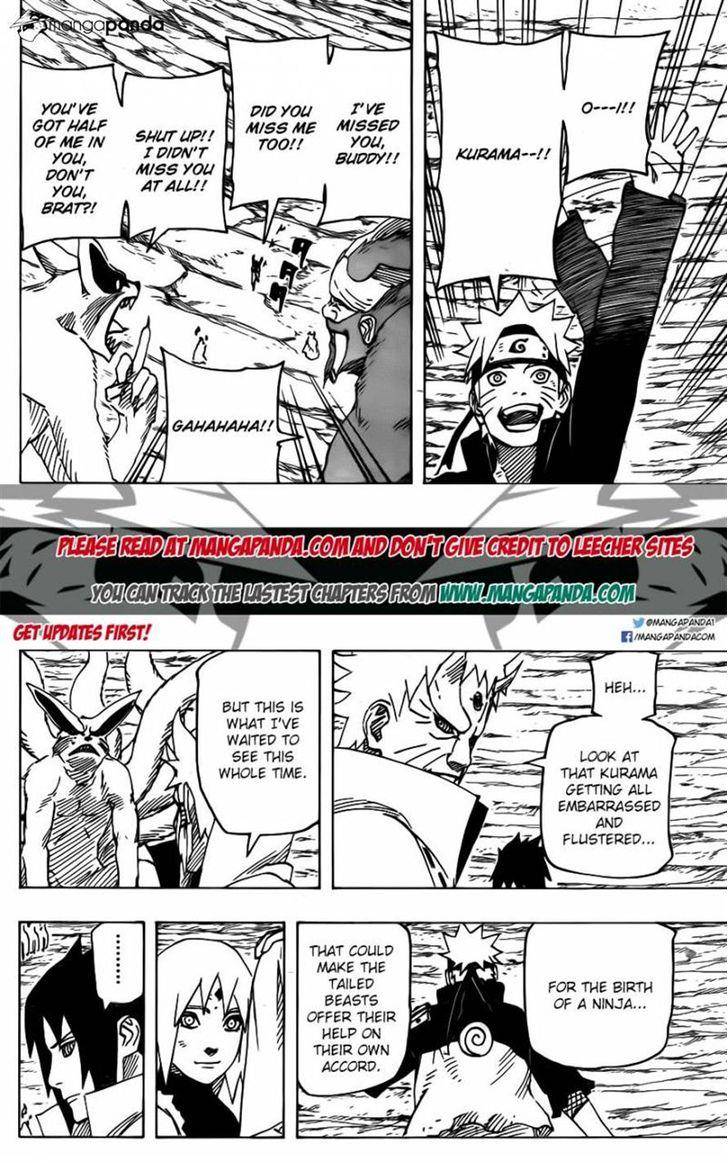 mangapanda
O---I!!
KURAMA--!!
I'VE
MISSED
YOU,
BUDDY!!
DID YOU
MISS ME
TOO!!
SHUT UP!!
I DIDN'T
MISS YOU
AT ALL!!
YOU'VE
GOT HALF
OF ME IN
YOU,
DON'T
YOU,
BRAT?!
GAHAHAHA!!
PLEASE READ AT MANGAPANDA.COM AND DON'T GIVE CREDIT TO LEECHER SITES
YOU CAN TRACK THE LASTEST CHAPTERS FROM WWW.MANGAPANDA.COM
GET UPDATES FIRST!
@MANGAPANDA1
/MANGAPANDACOM
HEH...
LOOK AT
THAT KURAMA
GETTING ALL
EMBARRASSED
AND
FLUSTERED...
BUT THIS IS
WHAT I'VE
WAITED TO
SEE THIS
WHOLE TIME.
FOR THE BIRTH
OF A NINJA...
THAT COULD
MAKE THE
TAILED
BEASTS
OFFER THEIR
HELP ON
THEIR OWN
ACCORD.
........